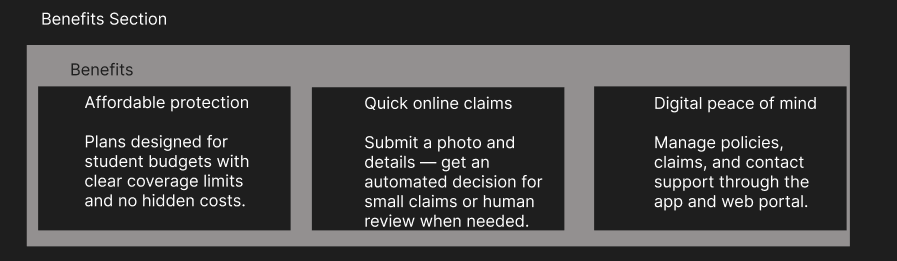 Benefits Section
Benefits
Affordable protection
Plans designed for
student budgets with
clear coverage limits
and no hidden costs.
Quick online claims
Submit a photo and
details — get an
automated decision for
small claims or human
review when needed.
Digital peace of mind
Manage policies,
claims, and contact
support through the
app and web portal.